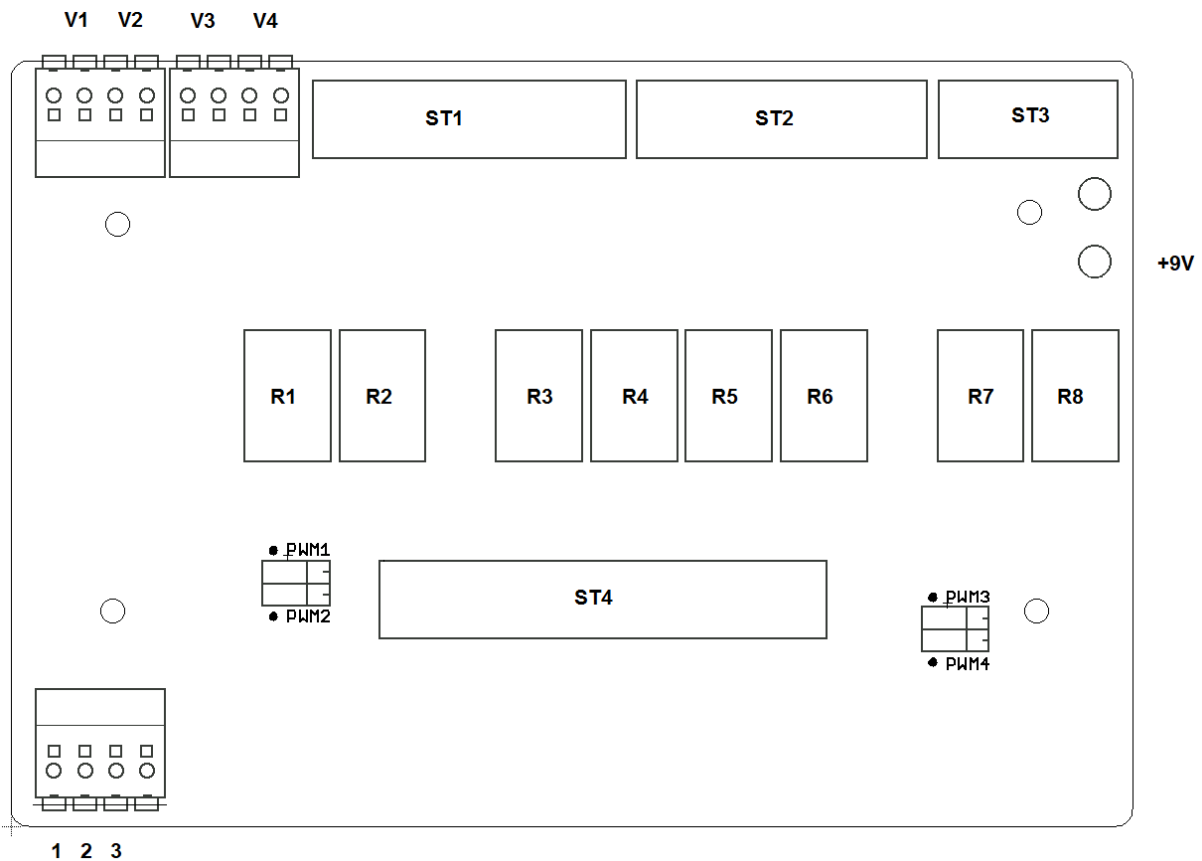 V1 V2 V3 V4
ST1 ST2 ST3
+9V
R1 R2 R3 R4 R5 R6 R7 R8
PWM1
ST4
PWM3
PWM2
PWM4
1 2 3